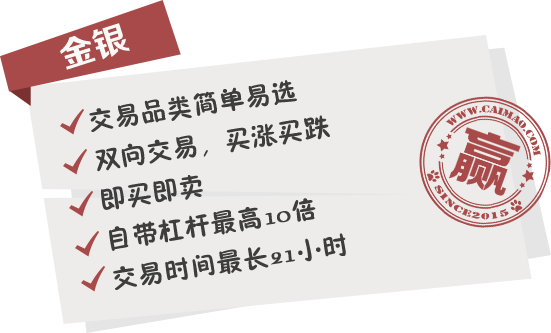 金银
交易品类简单易选
双向交易，买涨买跌
即买即卖
自带杠杆最高10倍
交易时间最长21小时
WWW.CAIMAO.COM
赢
SINCE2015